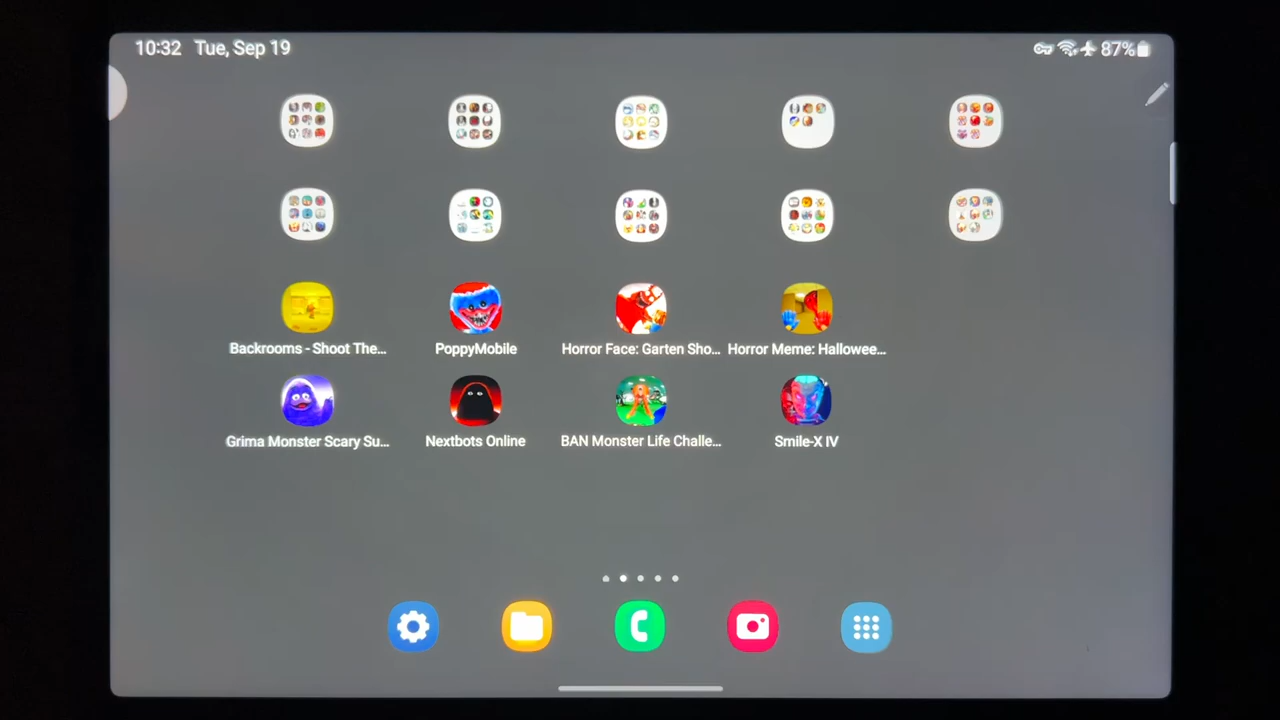 10:32 Tue, Sep 19 87%
Backrooms - Shoot The...
PoppyMobile
Horror Face: Garten Sho...
Horror Meme: Hallowee...
Grima Monster Scary Su...
Nextbots Online
BAN Monster Life Challe...
Smile-X IV